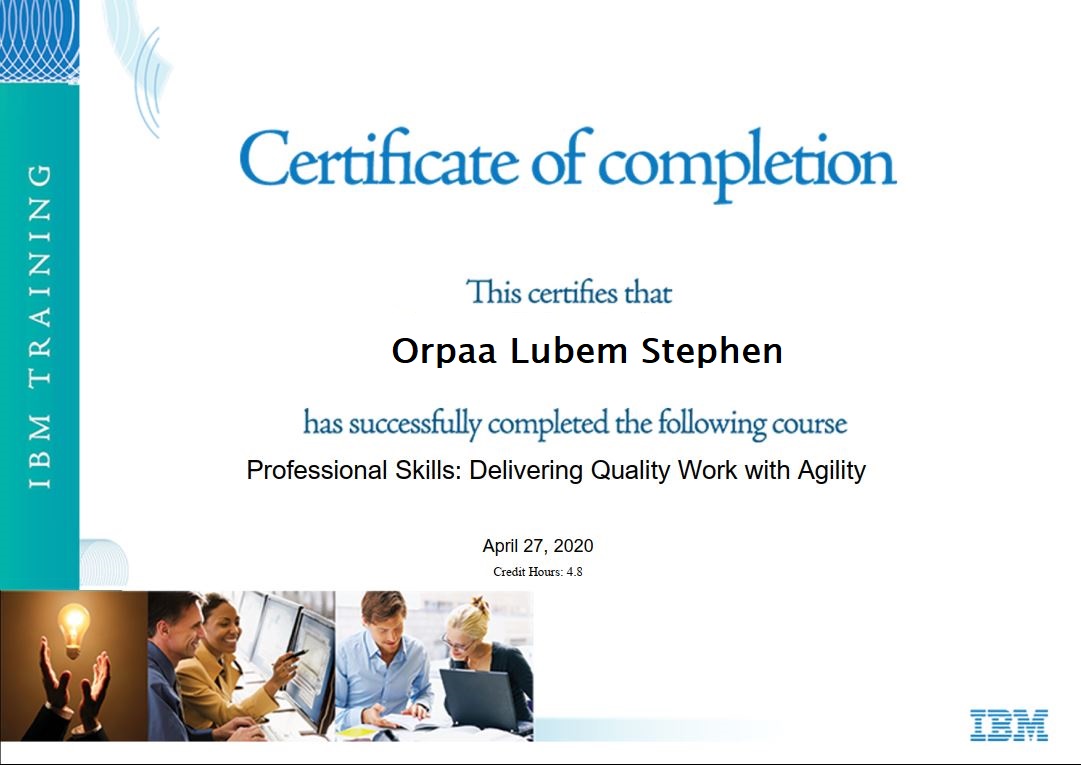 IBM TRAINING
Certificate of completion
This certifies that
Orpaa Lubem Stephen
has successfully completed the following course
Professional Skills: Delivering Quality Work with Agility
April 27, 2020
Credit Hours: 4.8
IBM